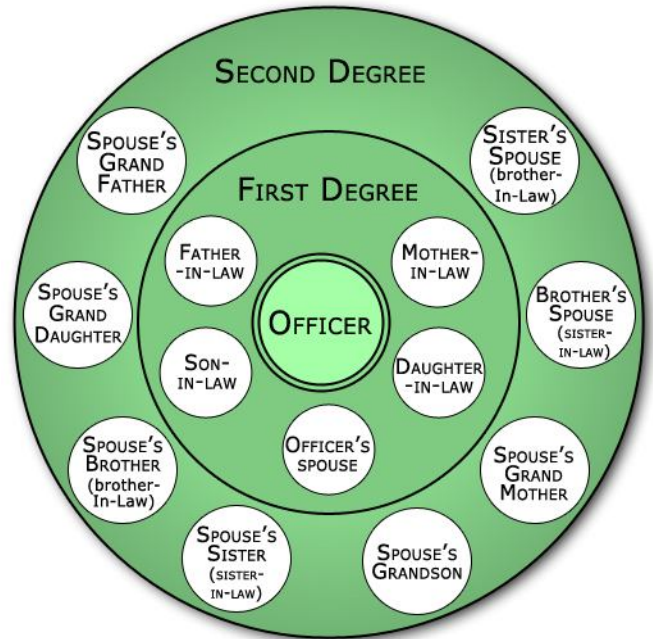 SECOND DEGREE
SPOUSE'S
GRAND
FATHER
SISTER'S
SPOUSE
(brother-
In-Law)
FIRST DEGREE
FATHER
-IN-LAW
MOTHER-
IN-LAW
SPOUSE'S
GRAND
DAUGHTER
OFFICER
BROTHER'S
SPOUSE
(SISTER-
IN-LAW)
SON-
IN-LAW
DAUGHTER
-IN-LAW
OFFICER'S
SPOUSE
SPOUSE'S
BROTHER
(brother-
In-Law)
SPOUSE'S
GRAND
MOTHER
SPOUSE'S
SISTER
(SISTER-
IN-LAW)
SPOUSE'S
GRANDSON